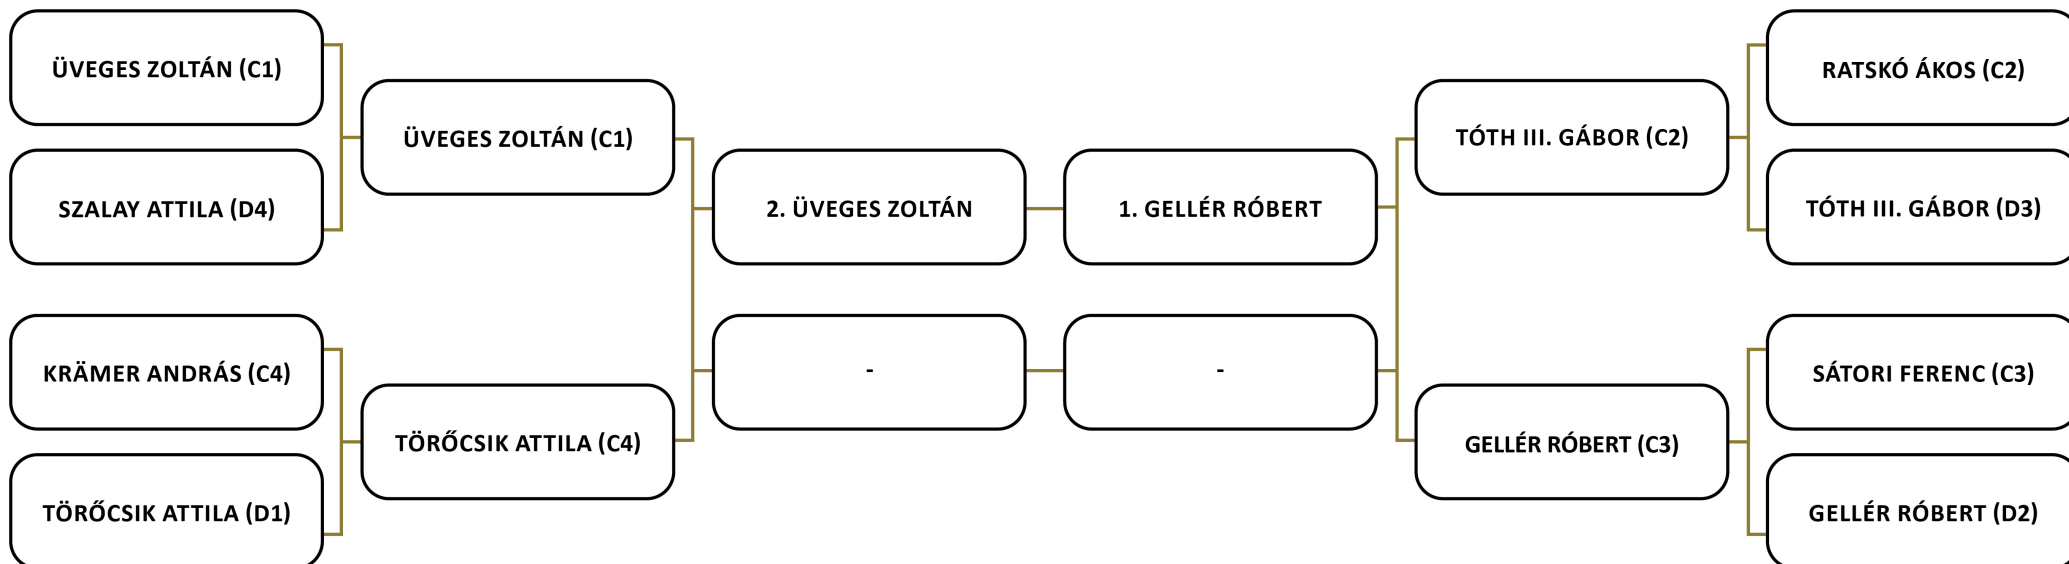 ÜVEGES ZOLTÁN (C1)
SZALAY ATTILA (D4)
KRÄMER ANDRÁS (C4)
TÖRŐCSIK ATTILA (D1)
ÜVEGES ZOLTÁN (C1)
TÖRŐCSIK ATTILA (C4)
2. ÜVEGES ZOLTÁN
-
1. GELLÉR RÓBERT
-
TÓTH III. GÁBOR (C2)
GELLÉR RÓBERT (C3)
RATSKÓ ÁKOS (C2)
TÓTH III. GÁBOR (D3)
SÁTORI FERENC (C3)
GELLÉR RÓBERT (D2)